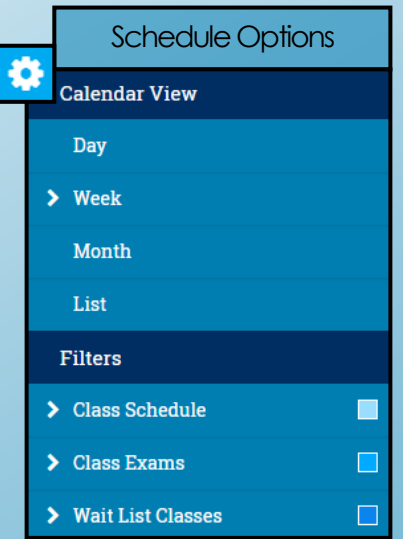 Schedule Options
Calendar View
Day
Week
Month
List
Filters
Class Schedule
Class Exams
Wait List Classes